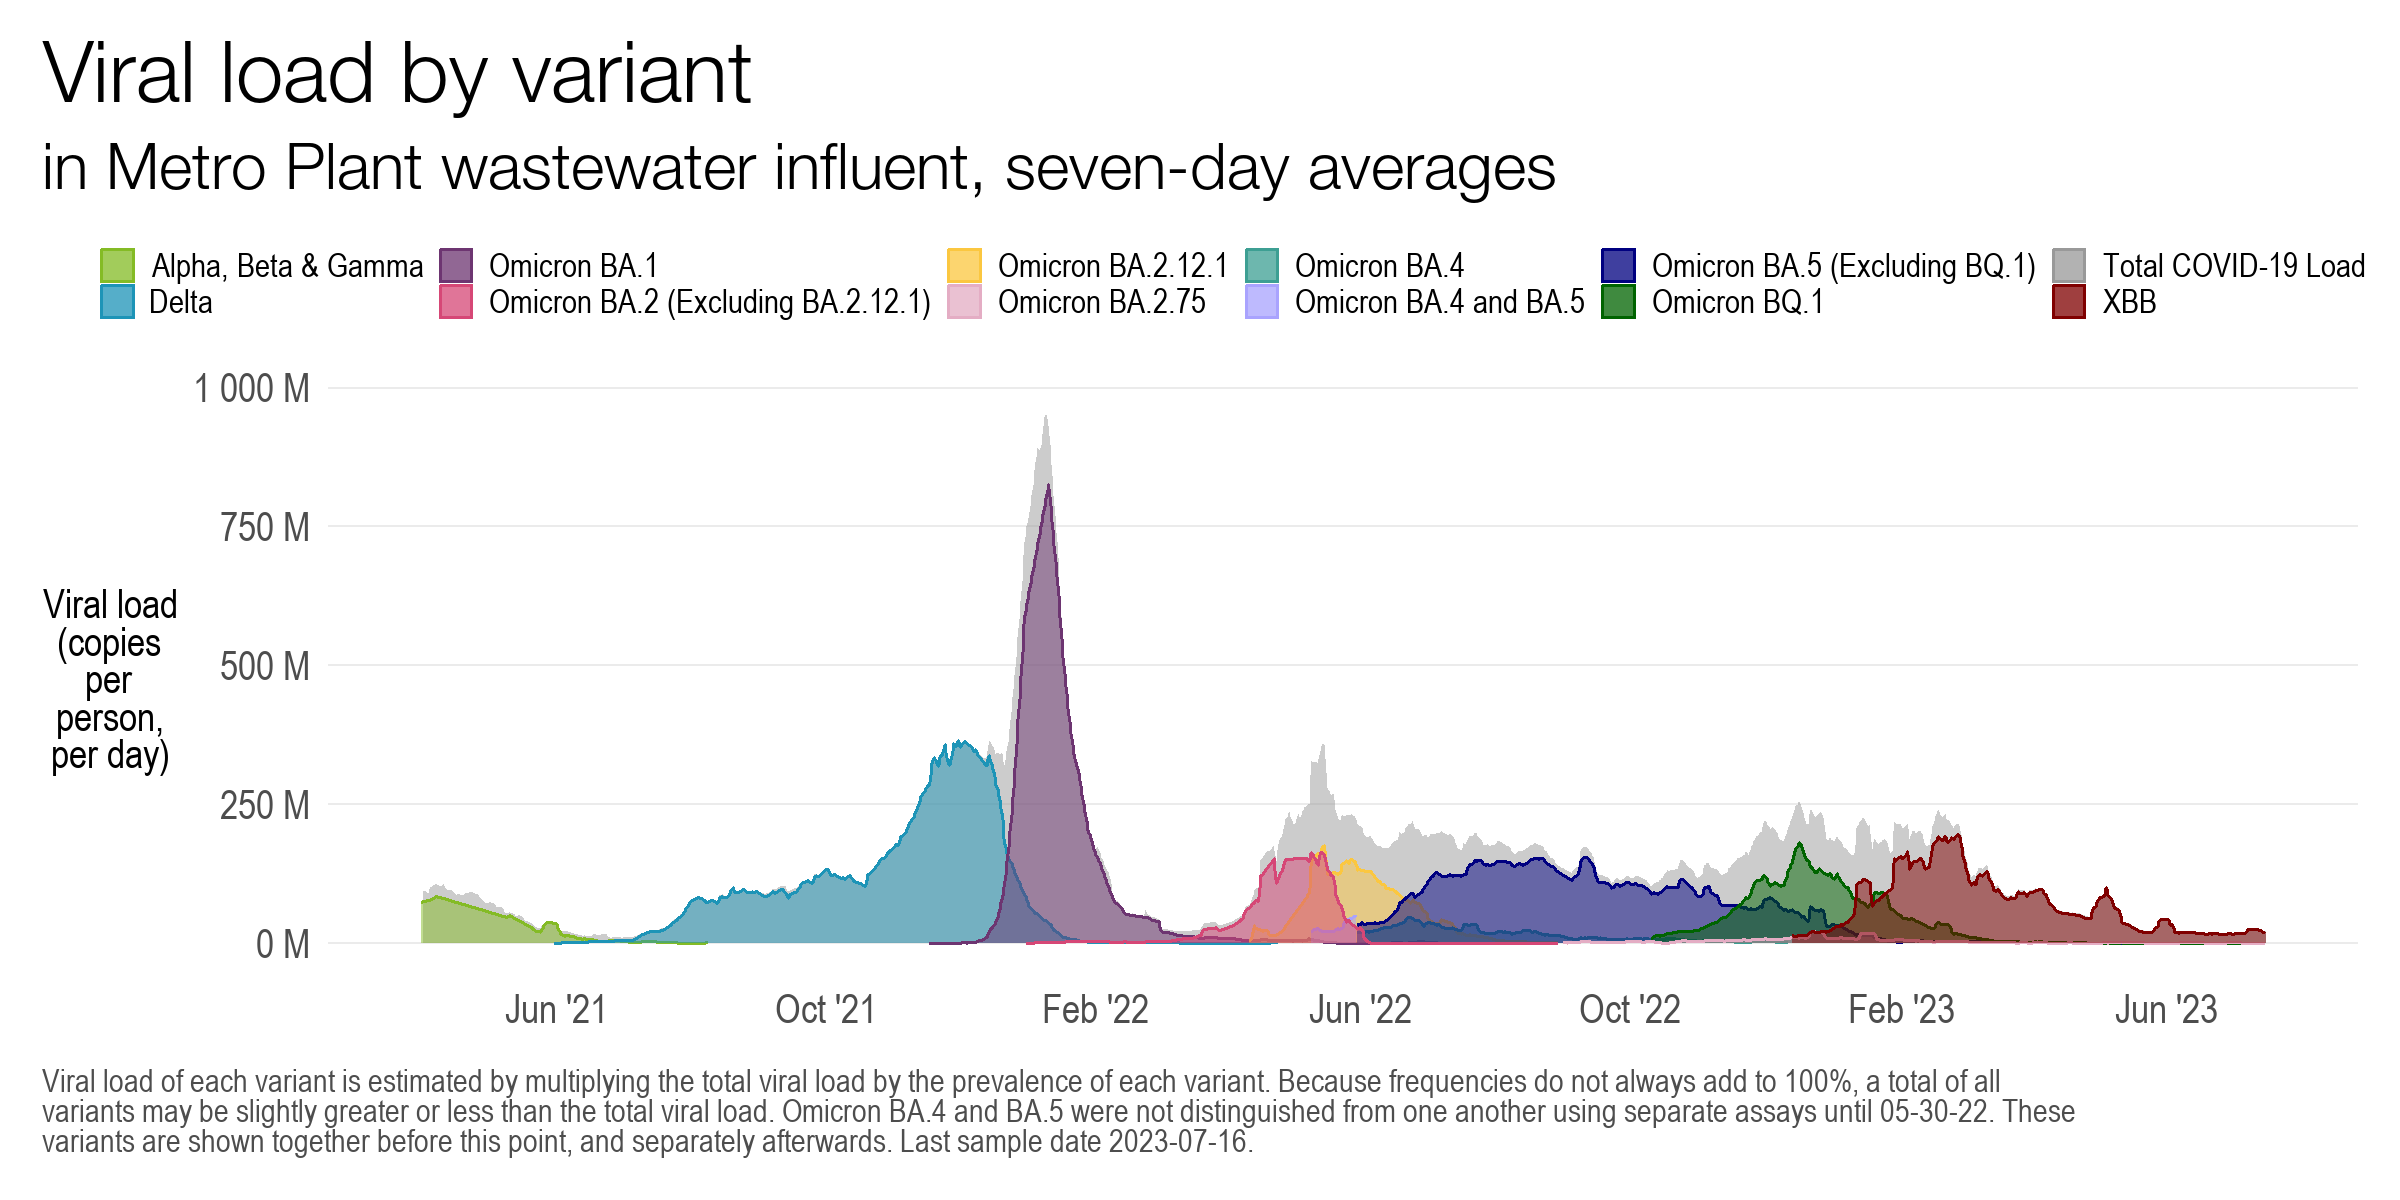 Viral load by variant
in Metro Plant wastewater influent, seven-day averages
Alpha, Beta & Gamma
Delta
Omicron BA.1
Omicron BA.2 (Excluding BA.2.12.1)
Omicron BA.2.12.1
Omicron BA.2.75
Omicron BA.4
Omicron BA.4 and BA.5
Omicron BA.5 (Excluding BQ.1)
Omicron BQ.1
Total COVID-19 Load
XBB
Viral load
(copies
per
person,
per day)
1 000 M
750 M
500 M
250 M
0 M
Jun '21
Oct '21
Feb '22
Jun '22
Oct '22
Feb '23
Jun '23
Viral load of each variant is estimated by multiplying the total viral load by the prevalence of each variant. Because frequencies do not always add to 100%, a total of all
variants may be slightly greater or less than the total viral load. Omicron BA.4 and BA.5 were not distinguished from one another using separate assays until 05-30-22. These
variants are shown together before this point, and separately afterwards. Last sample date 2023-07-16.